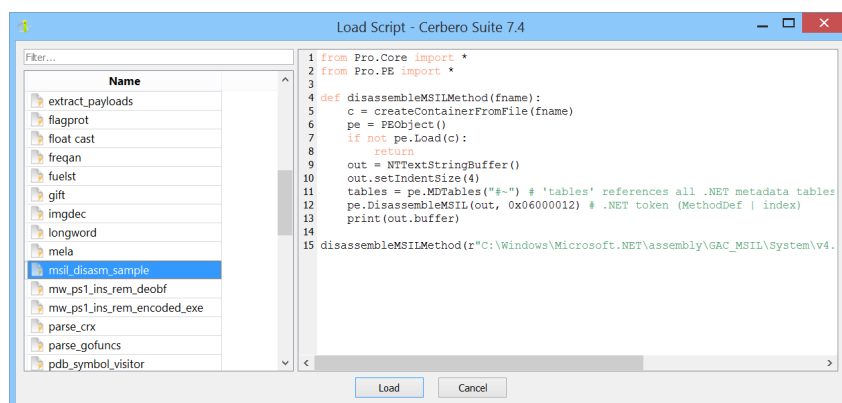 Load Script - Cerbero Suite 7.4
Filter...
Name
extract_payloads
flagprot
float cast
freqan
fuelst
gift
imgdec
longword
mela
msil_disasm_sample
mw_ps1_ins_rem_deobf
mw_ps1_ins_rem_encoded_exe
parse_crx
parse_gofuncs
pdb_symbol_visitor
1 from Pro.Core import *
2 from Pro.PE import *
3
4 def disassembleMSILMethod(fname):
5     c = createContainerFromFile(fname)
6     pe = PEObject()
7     if not pe.Load(c):
8         return
9     out = NTTextStringBuffer()
10     out.setIndentSize(4)
11     tables = pe.MDTables("#~") # 'tables' references all .NET metadata tables
12     pe.DisassembleMSIL(out, 0x06000012) # .NET token (MethodDef | index)
13     print(out.buffer)
14
15 disassembleMSILMethod(r"C:\Windows\Microsoft.NET\assembly\GAC_MSIL\System\v4.
Load
Cancel